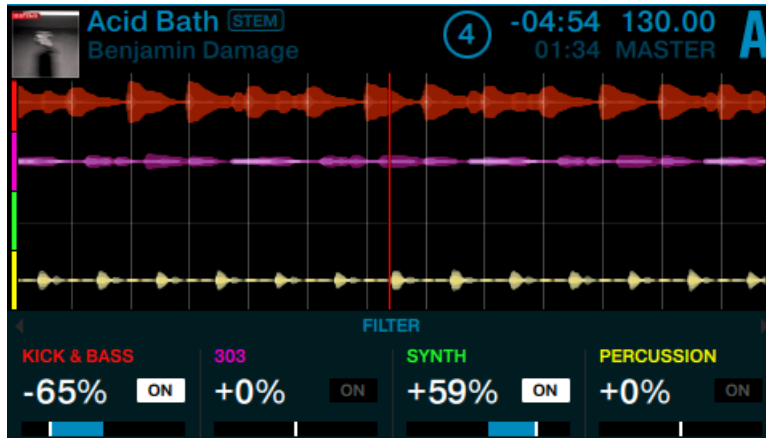 Acid Bath STEM
Benjamin Damage
4
-04:54 130.00
01:34 MASTER
A
FILTER
KICK & BASS 303 SYNTH PERCUSSION
-65% ON +0% ON +59% ON +0% ON